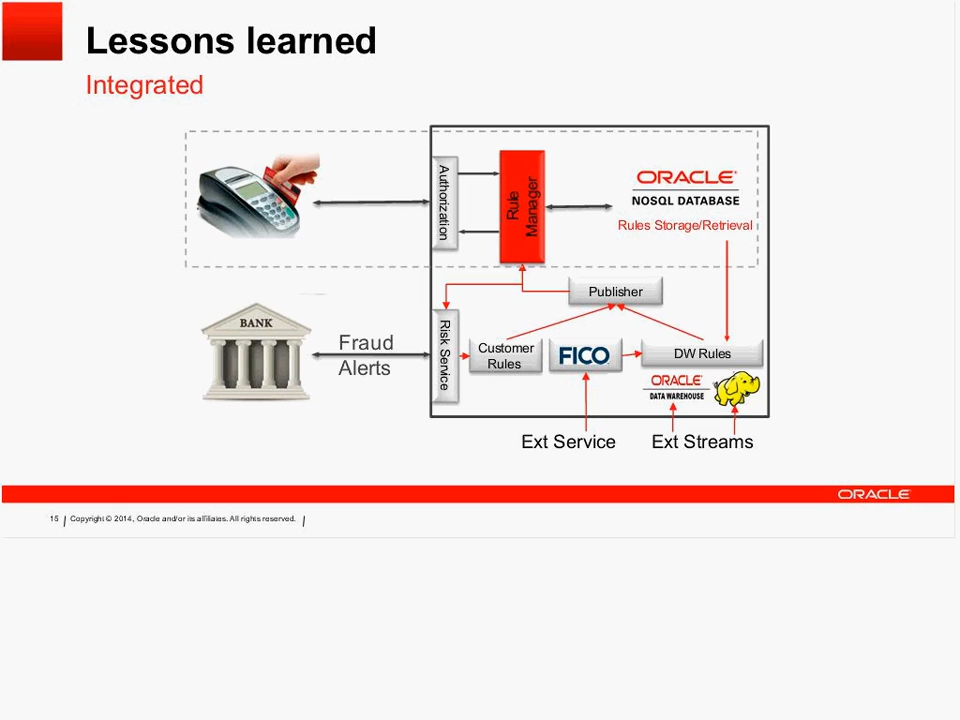 Lessons learned
Integrated
Authorization
Rule
Manager
ORACLE
NOSQL DATABASE
Rules Storage/Retrieval
Publisher
BANK
Fraud
Alerts
Risk Service
Customer
Rules
FICO
DW Rules
ORACLE
DATA WAREHOUSE
Ext Service
Ext Streams
ORACLE
15 | Copyright © 2014, Oracle and/or its affiliates. All rights reserved. |